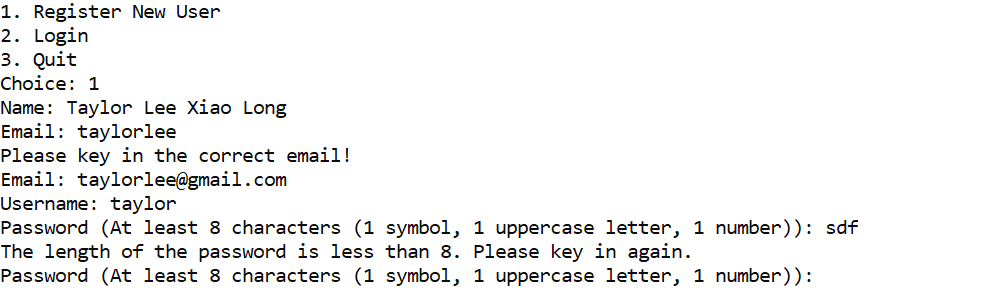 1. Register New User
2. Login
3. Quit
Choice: 1
Name: Taylor Lee Xiao Long
Email: taylorlee
Please key in the correct email!
Email: taylorlee@gmail.com
Username: taylor
Password (At least 8 characters (1 symbol, 1 uppercase letter, 1 number)): sdf
The length of the password is less than 8. Please key in again.
Password (At least 8 characters (1 symbol, 1 uppercase letter, 1 number)):